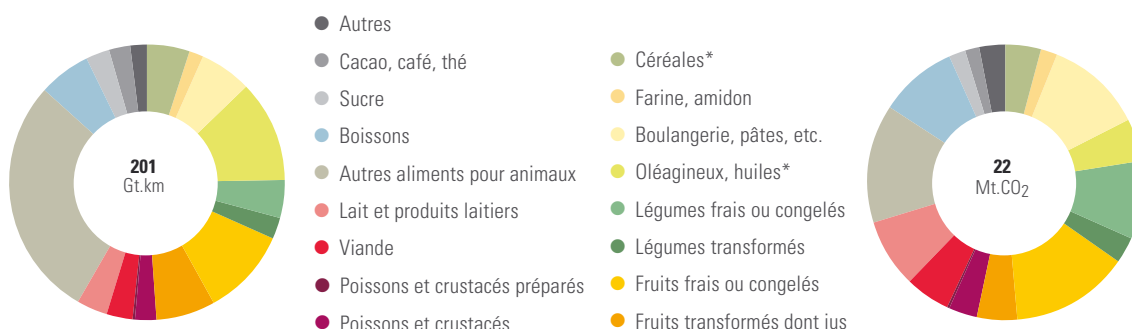 201
Gt.km
Autres
Cacao, café, thé
Sucre
Boissons
Autres aliments pour animaux
Lait et produits laitiers
Viande
Poissons et crustacés préparés
Poissons et crustacés
Céréales*
Farine, amidon
Boulangerie, pâtes, etc.
Oléagineux, huiles*
Légumes frais ou congelés
Légumes transformés
Fruits frais ou congélés
Fruits transformés dont jus
22
Mt.CO2